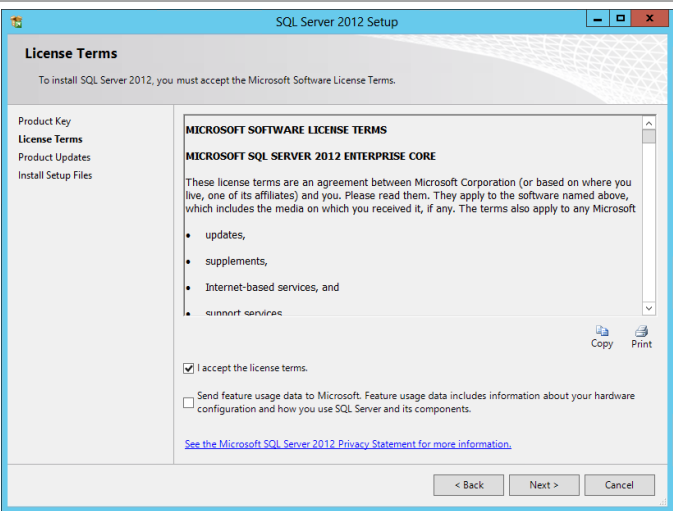 SQL Server 2012 Setup
License Terms
To install SQL Server 2012, you must accept the Microsoft Software License Terms.
Product Key
License Terms
Product Updates
Install Setup Files
MICROSOFT SOFTWARE LICENSE TERMS
MICROSOFT SQL SERVER 2012 ENTERPRISE CORE
These license terms are an agreement between Microsoft Corporation (or based on where you
live, one of its affiliates) and you. Please read them. They apply to the software named above,
which includes the media on which you received it, if any. The terms also apply to any Microsoft
• updates,
• supplements,
• Internet-based services, and
• support services
Copy Print
I accept the license terms.
Send feature usage data to Microsoft. Feature usage data includes information about your hardware
configuration and how you use SQL Server and its components.
See the Microsoft SQL Server 2012 Privacy Statement for more information.
< Back Next > Cancel